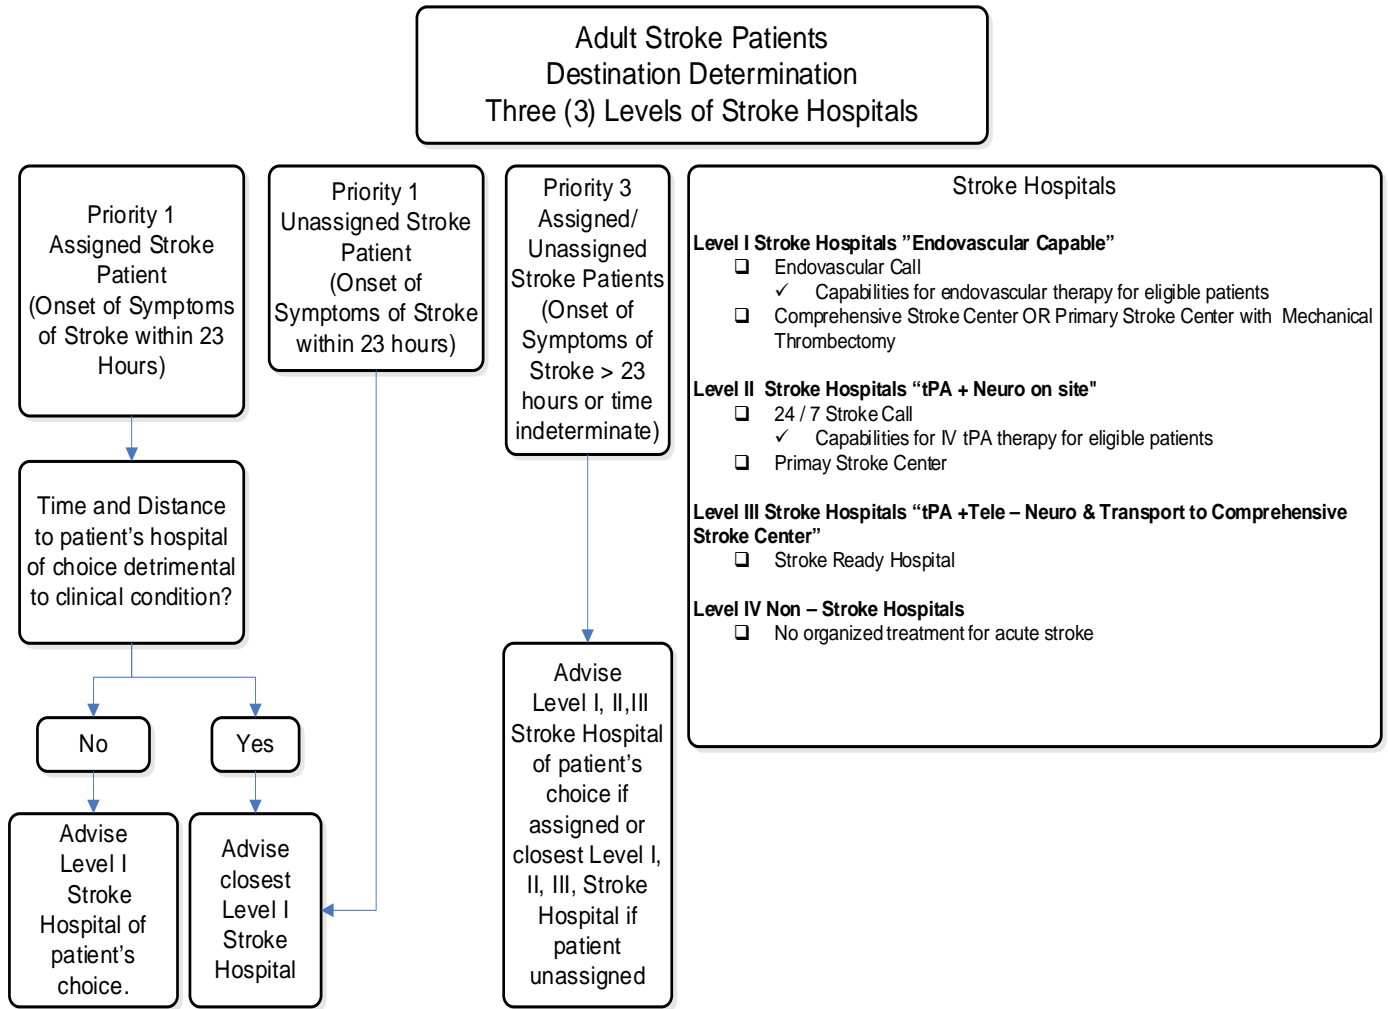 Adult Stroke Patients
Destination Determination
Three (3) Levels of Stroke Hospitals
Priority 1
Assigned Stroke
Patient
(Onset of Symptoms
of Stroke within 23
Hours)
Time and Distance
to patient’s hospital
of choice detrimental
to clinical condition?
No
Yes
Advise
Level I
Stroke
Hospital of
patient’s
choice.
Advise
closest
Level I
Stroke
Hospital
Priority 1
Unassigned Stroke
Patient
(Onset of
Symptoms of Stroke
within 23 hours)
Priority 3
Assigned/
Unassigned
Stroke Patients
(Onset of
Symptoms of
Stroke > 23
hours or time
indeterminate)
Advise
Level I, II,III
Stroke Hospital
of patient’s
choice if
assigned or
closest Level I,
II, III, Stroke
Hospital if
patient
unassigned
Stroke Hospitals
Level I Stroke Hospitals ”Endovascular Capable”
❑ Endovascular Call
✓ Capabilities for endovascular therapy for eligible patients
❑ Comprehensive Stroke Center OR Primary Stroke Center with Mechanical
Thrombectomy
Level II Stroke Hospitals “tPA + Neuro on site"
❑ 24 / 7 Stroke Call
✓ Capabilities for IV tPA therapy for eligible patients
❑ Primay Stroke Center
Level III Stroke Hospitals “tPA +Tele – Neuro & Transport to Comprehensive
Stroke Center”
❑ Stroke Ready Hospital
Level IV Non – Stroke Hospitals
❑ No organized treatment for acute stroke